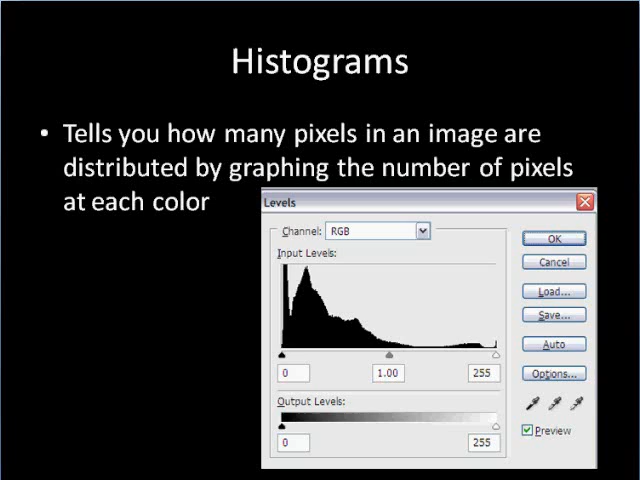 Histograms
• Tells you how many pixels in an image are
distributed by graphing the number of pixels
at each color
Levels
Channel: RGB
OK
Input Levels:
Cancel
Load...
Save...
Auto
0 1.00 255
Options...
Output Levels:
Preview
0 255